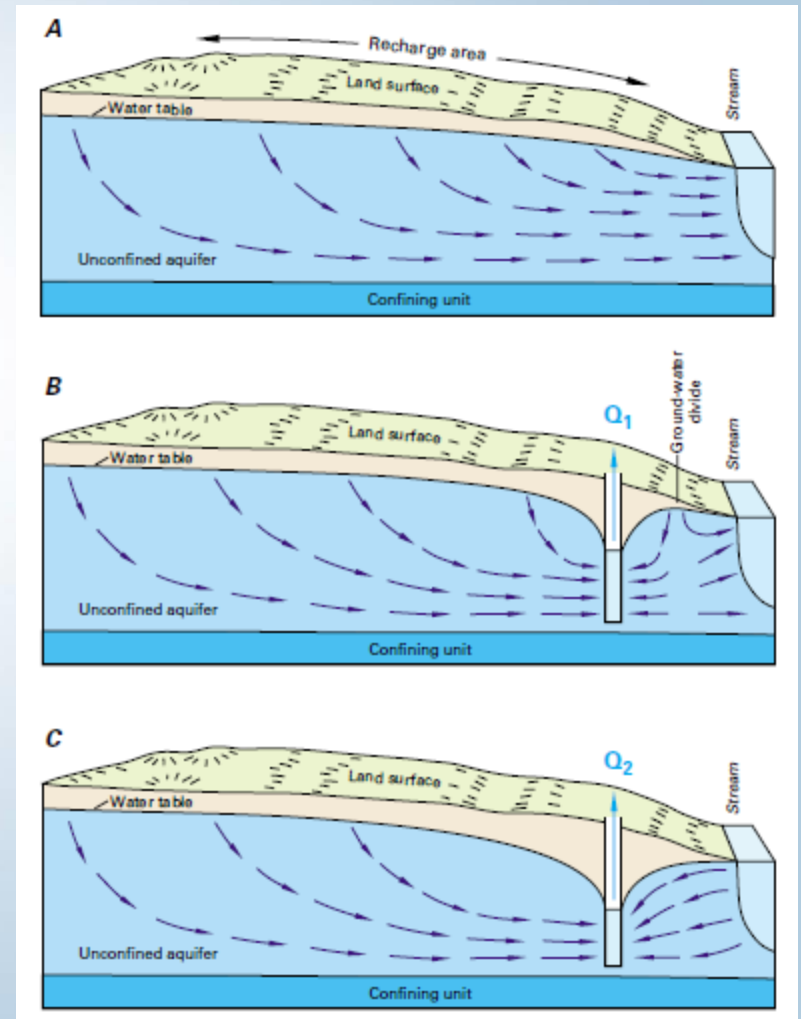 A
Recharge area
Land surface
Stream
Water table
Unconfined aquifer
Confining unit
B
Q1
Ground-water
divide
Stream
Land surface
Water table
Unconfined aquifer
Confining unit
C
Q2
Stream
Land surface
Water table
Unconfined aquifer
Confining unit